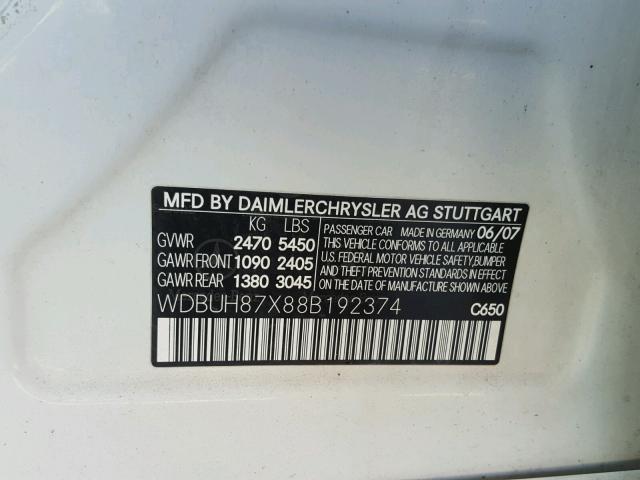 MFD BY DAIMLERCHRYSLER AG STUTTGART
KG LBS
GVWR 2470 5450
GAWR FRONT 1090 2405
GAWR REAR 1380 3045
PASSENGER CAR MADE IN GERMANY 06/07
THIS VEHICLE CONFORMS TO ALL APPLICABLE
U.S. FEDERAL MOTOR VEHICLE SAFETY, BUMPER
AND THEFT PREVENTION STANDARDS IN EFFECT
ON THE DATE OF MANUFACTURE SHOWN ABOVE.
WDBUH87X88B192374 C650